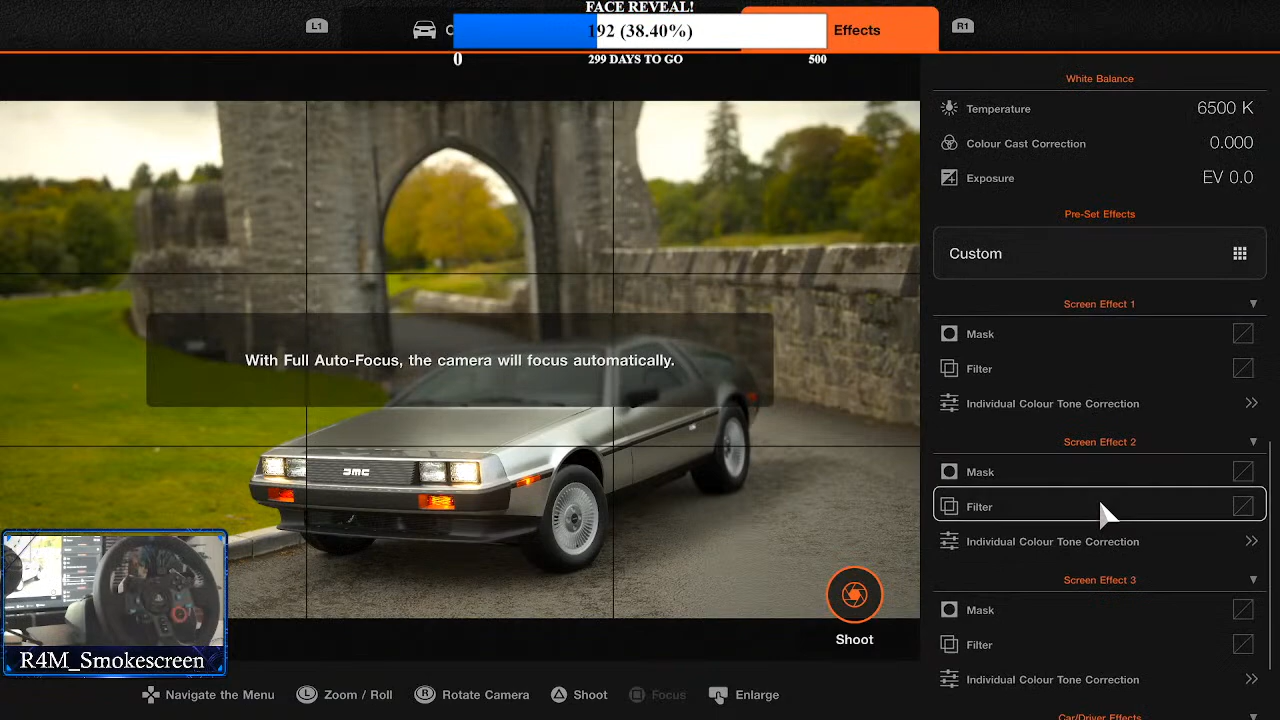 FACE REVEAL!
L1
C
192 (38.40%)
Effects
R1
0
299 DAYS TO GO
500
White Balance
Temperature
6500 K
Colour Cast Correction
0.000
Exposure
EV 0.0
Pre-Set Effects
Custom
Screen Effect 1
Mask
Filter
With Full Auto-Focus, the camera will focus automatically.
Individual Colour Tone Correction
Screen Effect 2
DMC
Mask
Filter
Individual Colour Tone Correction
Screen Effect 3
Mask
Shoot
Filter
R4M_Smokescreen
Individual Colour Tone Correction
Navigate the Menu
L
Zoom / Roll
R
Rotate Camera
Shoot
Focus
Enlarge
Car/Driver Effects